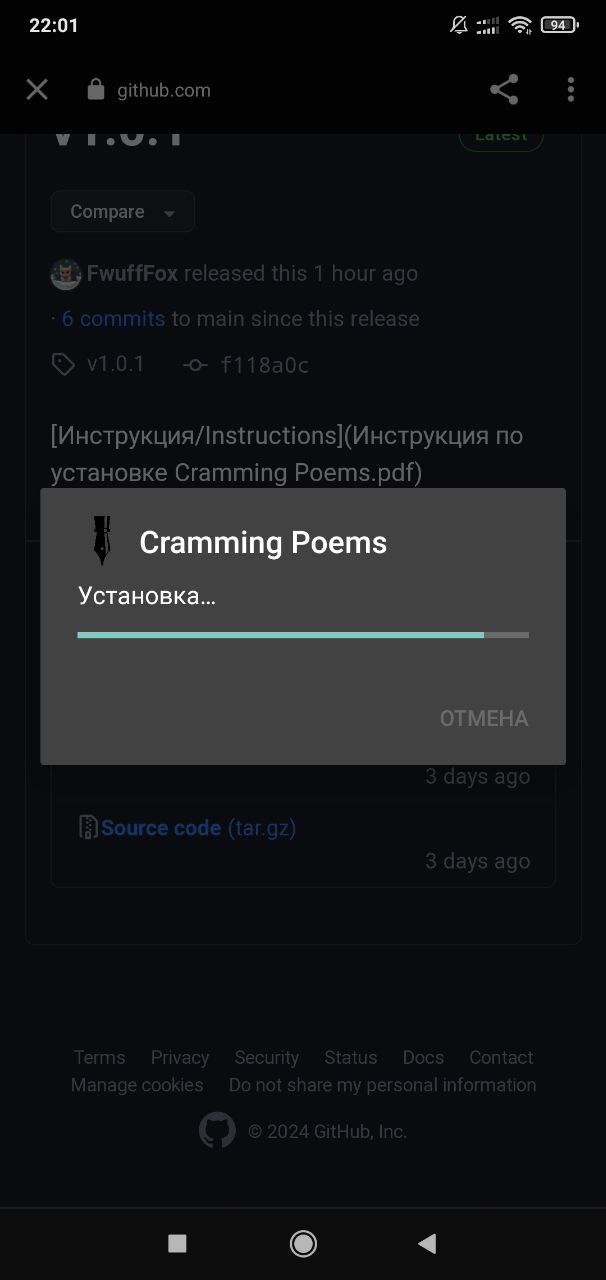 22:01
94
github.com
v1.0.1
Latest
Compare
FwuffFox released this 1 hour ago
· 6 commits to main since this release
v1.0.1 f118a0c
[Инструкция/Instructions](Инструкция по
установке Cramming Poems.pdf)
Cramming Poems
Установка...
ОТМЕНА
3 days ago
Source code (tar.gz)
3 days ago
Terms Privacy Security Status Docs Contact
Manage cookies Do not share my personal information
© 2024 GitHub, Inc.